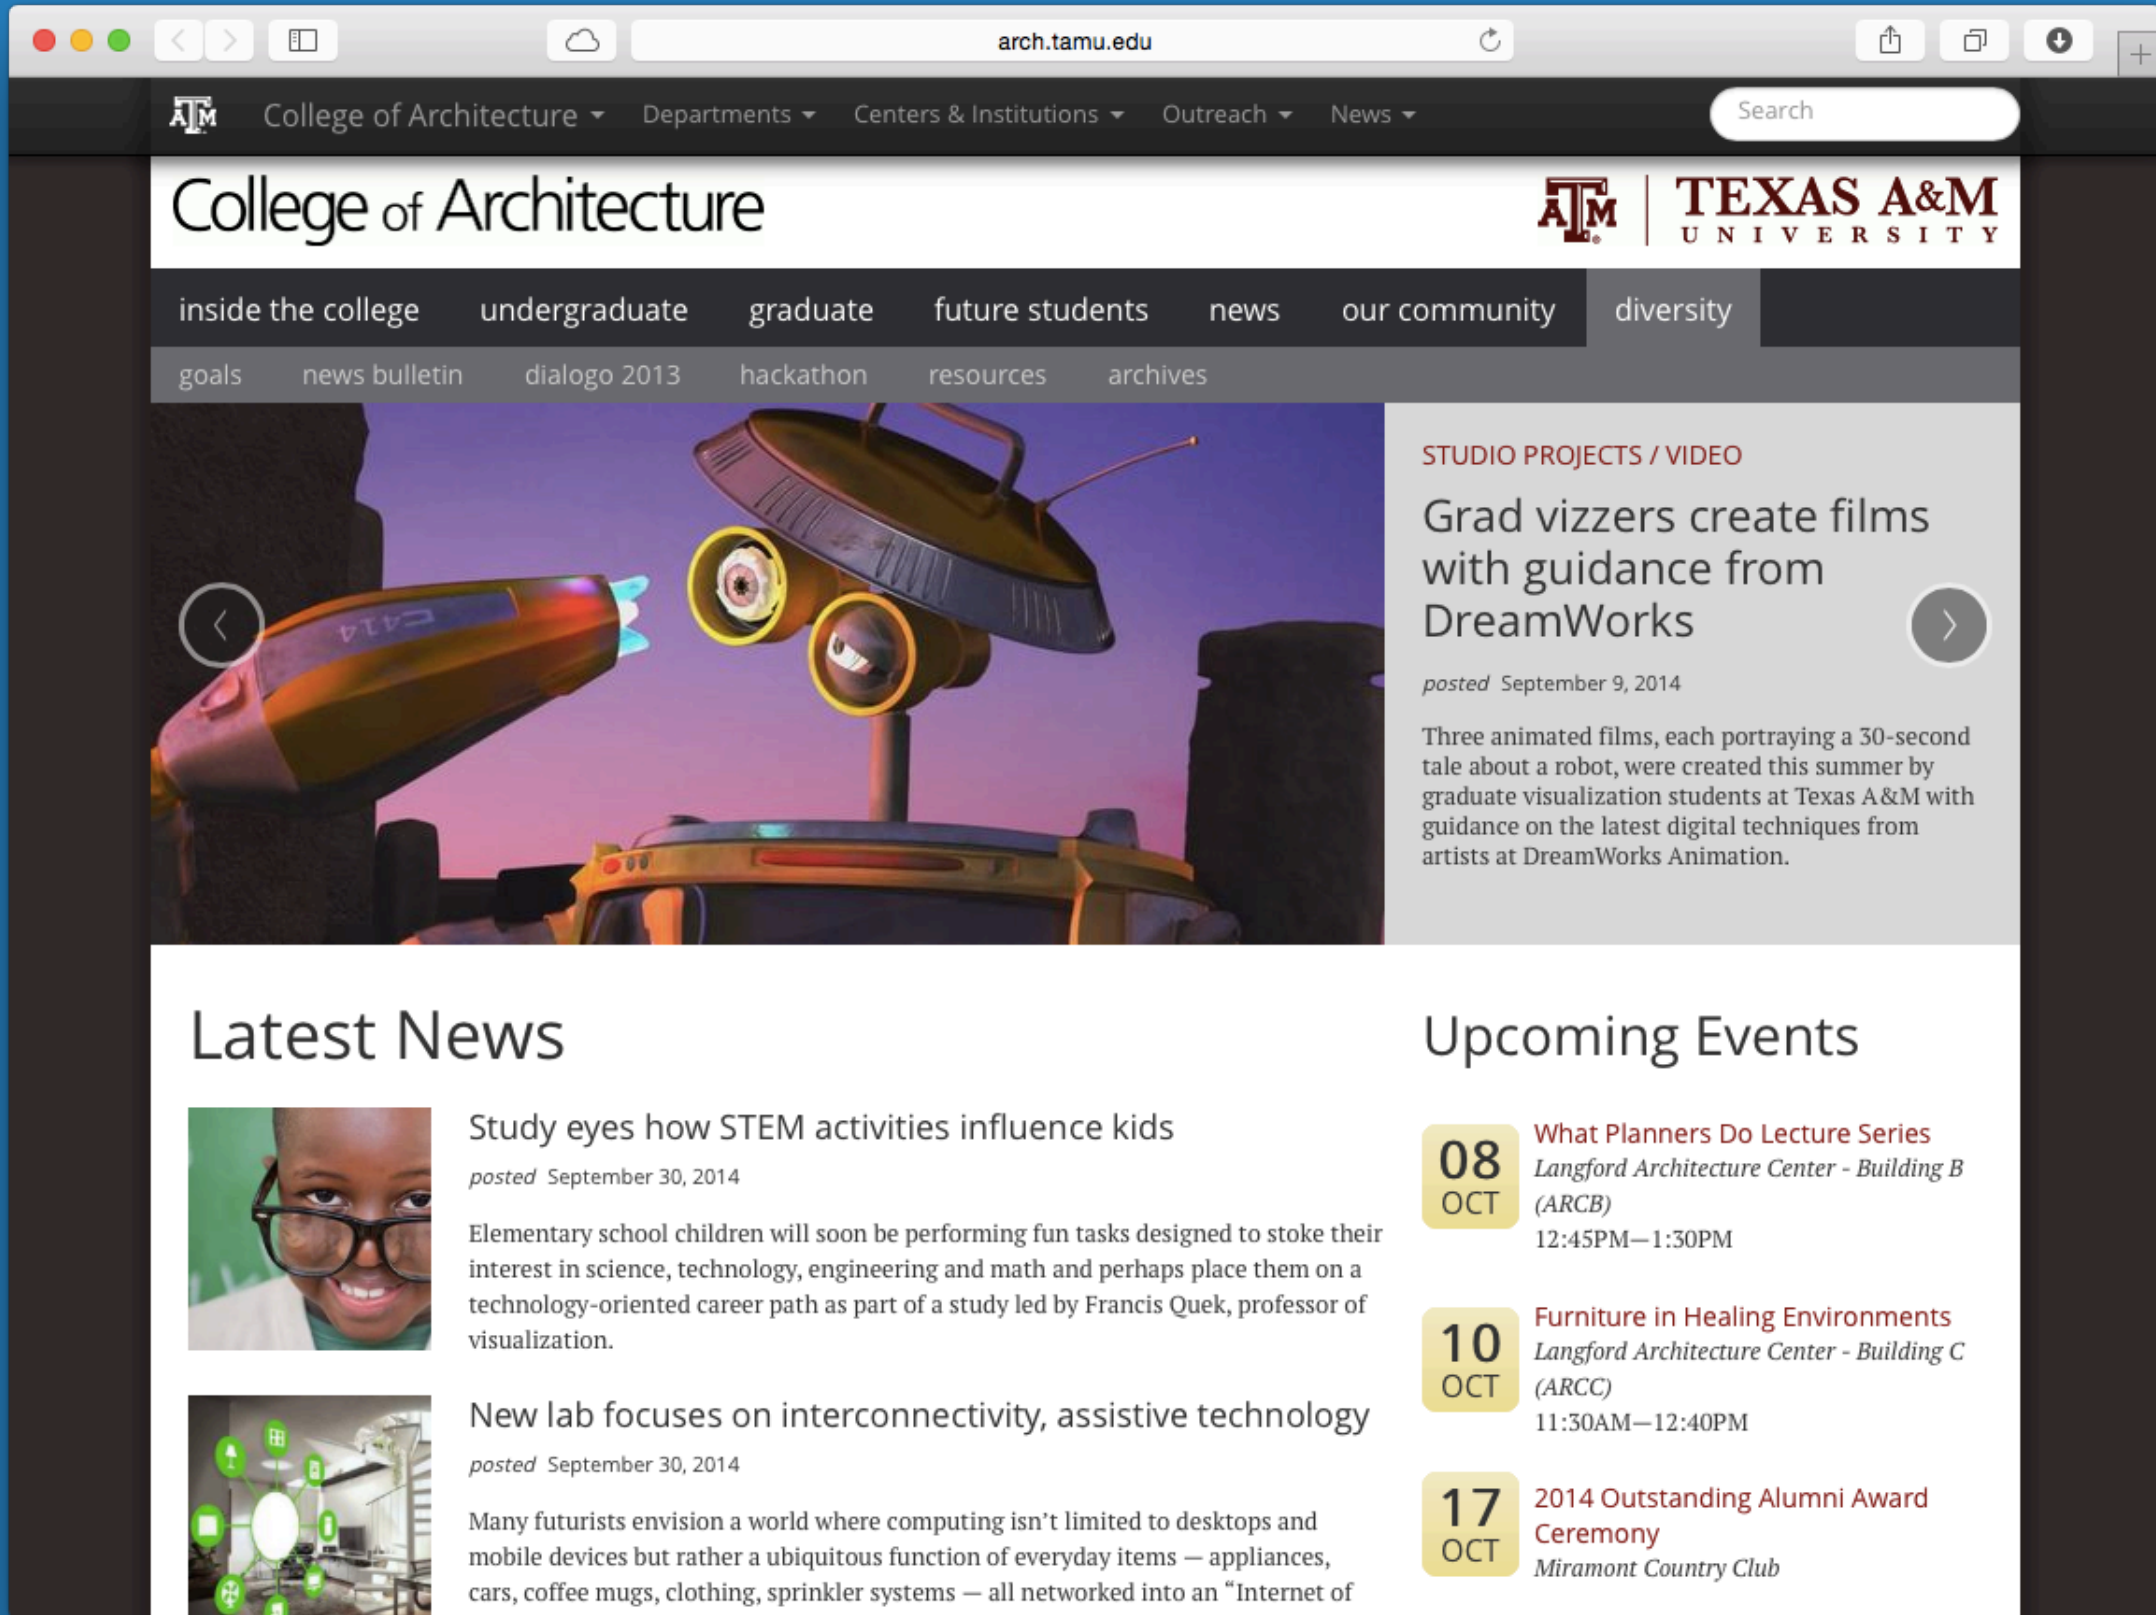 arch.tamu.edu
College of Architecture Departments Centers & Institutions Outreach News Search
College of Architecture
TEXAS A&M
UNIVERSITY
inside the college undergraduate graduate future students news our community diversity
goals news bulletin dialogo 2013 hackathon resources archives
STUDIO PROJECTS / VIDEO
Grad vizzers create films
with guidance from
DreamWorks
posted September 9, 2014
Three animated films, each portraying a 30-second
tale about a robot, were created this summer by
graduate visualization students at Texas A&M with
guidance on the latest digital techniques from
artists at DreamWorks Animation.
Latest News
Study eyes how STEM activities influence kids
posted September 30, 2014
Elementary school children will soon be performing fun tasks designed to stoke their
interest in science, technology, engineering and math and perhaps place them on a
technology-oriented career path as part of a study led by Francis Quek, professor of
visualization.
New lab focuses on interconnectivity, assistive technology
posted September 30, 2014
Many futurists envision a world where computing isn't limited to desktops and
mobile devices but rather a ubiquitous function of everyday items — appliances,
cars, coffee mugs, clothing, sprinkler systems — all networked into an “Internet of
Upcoming Events
08
OCT
What Planners Do Lecture Series
Langford Architecture Center - Building B
(ARCB)
12:45PM—1:30PM
10
OCT
Furniture in Healing Environments
Langford Architecture Center - Building C
(ARCC)
11:30AM—12:40PM
17
OCT
2014 Outstanding Alumni Award
Ceremony
Miramont Country Club